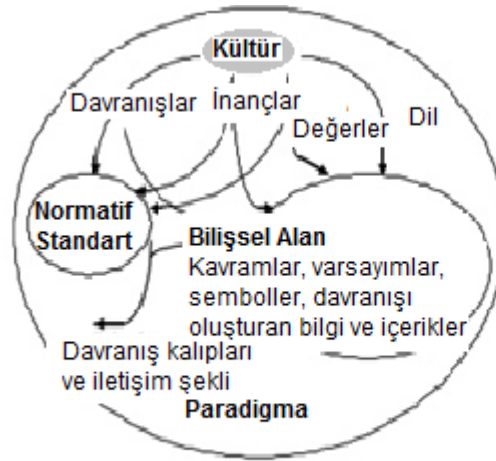 Kültür
Davranışlar
İnançlar
Değerler
Dil
Normatif
Standart
Bilişsel Alan
Kavramlar, varsayımlar,
semboller, davranışı
oluşturan bilgi ve içerikler
Davranış kalıpları
ve iletişim şekli
Paradigma